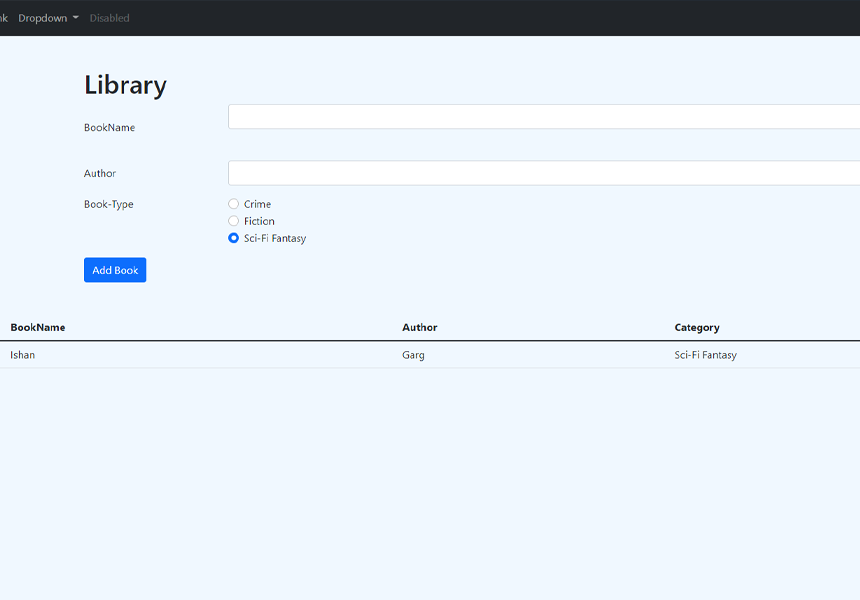 Dropdown Disabled
Library
BookName
Author
Book-Type
Crime
Fiction
Sci-Fi Fantasy
Add Book
BookName Author Category
Ishan Garg Sci-Fi Fantasy